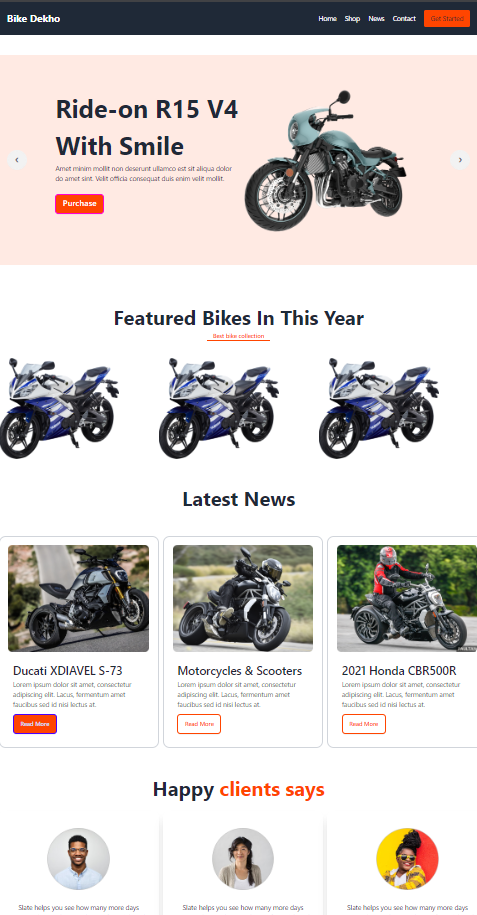 Bike Dekho
Home Shop News Contact Get Started
Ride-on R15 V4
With Smile
Amet minim mollit non deserunt ullamco est sit aliqua dolor
do amet sint. Velit officia consequat duis enim velit mollit.
Purchase
Featured Bikes In This Year
Best bike collection
Latest News
Ducati XDIAVEL S-73
Lorem ipsum dolor sit amet, consectetur
adipiscing elit. Lacus, fermentum amet
faucibus sed id nisi lectus at.
Read More
Motorcycles & Scooters
Lorem ipsum dolor sit amet, consectetur
adipiscing elit. Lacus, fermentum amet
faucibus sed id nisi lectus at.
Read More
2021 Honda CBR500R
Lorem ipsum dolor sit amet, consectetur
adipiscing elit. Lacus, fermentum amet
faucibus sed id nisi lectus at.
Read More
Happy clients says
Slate helps you see how many more days
Slate helps you see how many more days
Slate helps you see how many more days